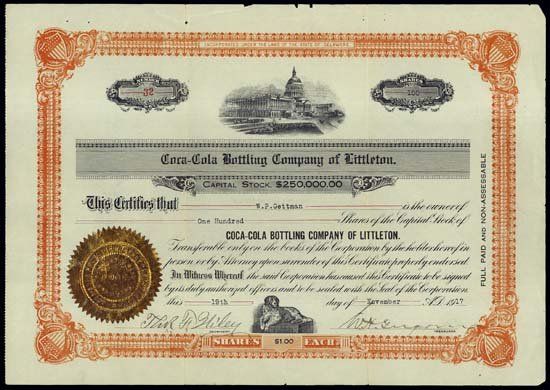 INCORPORATED UNDER THE LAWS OF THE STATE OF DELAWARE.
32
100
Coca-Cola Bottling Company of Littleton.
CAPITAL STOCK $250,000.00
This Certifies that W.P.Gettman is the owner of
One Hundred Shares of the Capital Stock of
COCA-COLA BOTTLING COMPANY OF LITTLETON.
Transferable only on the books of the Corporation by the holder hereof in
person or by Attorney upon surrender of this Certificate properly endorsed.
In Witness Whereof the said Corporation has caused this Certificate to be signed
by its duly authorized officers and to be sealed with the Seal of the Corporation
this 19th day of November A.D. 1917
SHARES $1.00 EACH
FULL PAID AND NON-ASSESSABLE